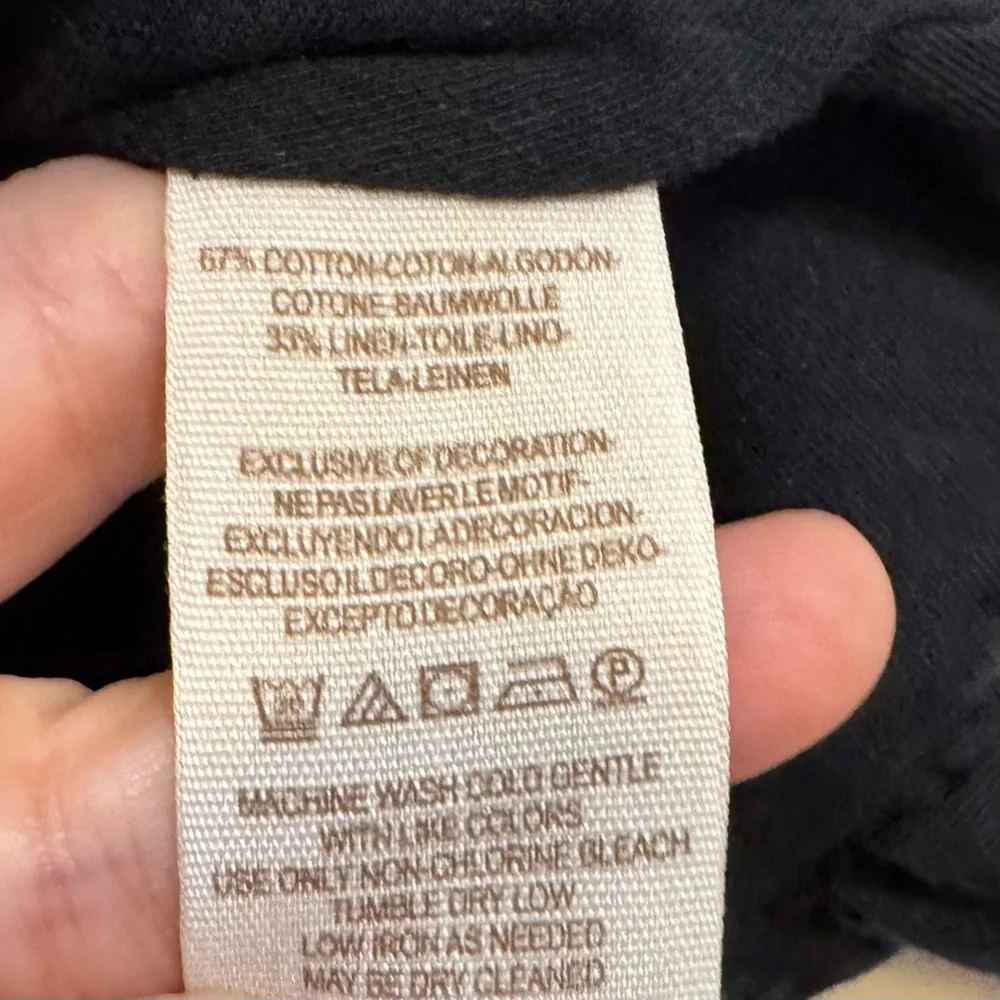 67% COTTON-COTON-ALGODÓN-
COTONE-BAUMWOLLE
33% LINEN-TOILE-LINO-
TELA-LEINEN
EXCLUSIVE OF DECORATION-
NE PAS LAVER LE MOTIF-
EXCLUYENDO LA DECORACION-
ESCLUSO IL DECORO-OHNE DEKO-
EXCEPTO DECORAÇÃO
P
MACHINE WASH COLD GENTLE
WITH LIKE COLORS
USE ONLY NON-CHLORINE BLEACH
TUMBLE DRY LOW
LOW IRON AS NEEDED
MAY BE DRY CLEANED